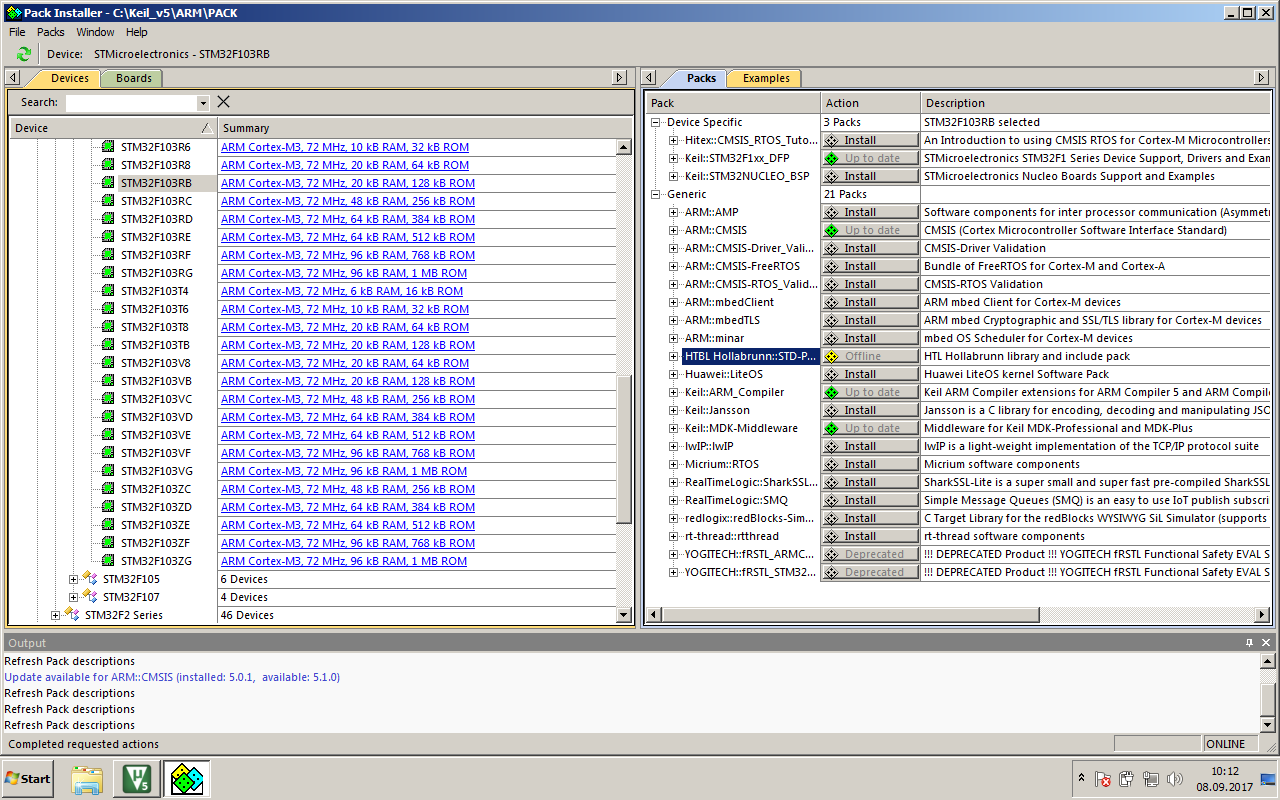 Pack Installer - C:\Keil_v5\ARM\PACK
File Packs Window Help
Device: STMicroelectronics - STM32F103RB
Devices Boards
Search:
Device Summary
STM32F103R6 ARM Cortex-M3, 72 MHz, 10 kB RAM, 32 kB ROM
STM32F103R8 ARM Cortex-M3, 72 MHz, 20 kB RAM, 64 kB ROM
STM32F103RB ARM Cortex-M3, 72 MHz, 20 kB RAM, 128 kB ROM
STM32F103RC ARM Cortex-M3, 72 MHz, 48 kB RAM, 256 kB ROM
STM32F103RD ARM Cortex-M3, 72 MHz, 64 kB RAM, 384 kB ROM
STM32F103RE ARM Cortex-M3, 72 MHz, 64 kB RAM, 512 kB ROM
STM32F103RF ARM Cortex-M3, 72 MHz, 96 kB RAM, 768 kB ROM
STM32F103RG ARM Cortex-M3, 72 MHz, 96 kB RAM, 1 MB ROM
STM32F103T4 ARM Cortex-M3, 72 MHz, 6 kB RAM, 16 kB ROM
STM32F103T6 ARM Cortex-M3, 72 MHz, 10 kB RAM, 32 kB ROM
STM32F103T8 ARM Cortex-M3, 72 MHz, 20 kB RAM, 64 kB ROM
STM32F103TB ARM Cortex-M3, 72 MHz, 20 kB RAM, 128 kB ROM
STM32F103V8 ARM Cortex-M3, 72 MHz, 20 kB RAM, 64 kB ROM
STM32F103VB ARM Cortex-M3, 72 MHz, 20 kB RAM, 128 kB ROM
STM32F103VC ARM Cortex-M3, 72 MHz, 48 kB RAM, 256 kB ROM
STM32F103VD ARM Cortex-M3, 72 MHz, 64 kB RAM, 384 kB ROM
STM32F103VE ARM Cortex-M3, 72 MHz, 64 kB RAM, 512 kB ROM
STM32F103VF ARM Cortex-M3, 72 MHz, 96 kB RAM, 768 kB ROM
STM32F103VG ARM Cortex-M3, 72 MHz, 96 kB RAM, 1 MB ROM
STM32F103ZC ARM Cortex-M3, 72 MHz, 48 kB RAM, 256 kB ROM
STM32F103ZD ARM Cortex-M3, 72 MHz, 64 kB RAM, 384 kB ROM
STM32F103ZE ARM Cortex-M3, 72 MHz, 64 kB RAM, 512 kB ROM
STM32F103ZF ARM Cortex-M3, 72 MHz, 96 kB RAM, 768 kB ROM
STM32F103ZG ARM Cortex-M3, 72 MHz, 96 kB RAM, 1 MB ROM
STM32F105 6 Devices
STM32F107 4 Devices
STM32F2 Series 46 Devices
Packs Examples
Pack Action Description
Device Specific 3 Packs STM32F103RB selected
Hitex::CMSIS_RTOS_Tuto... Install An Introduction to using CMSIS RTOS for Cortex-M Microcontrollers
Keil::STM32F1xx_DFP Up to date STMicroelectronics STM32F1 Series Device Support, Drivers and Exam
Keil::STM32NUCLEO_BSP Install STMicroelectronics Nucleo Boards Support and Examples
Generic 21 Packs
ARM::AMP Install Software components for inter processor communication (Asymmetr
ARM::CMSIS Up to date CMSIS (Cortex Microcontroller Software Interface Standard)
ARM::CMSIS-Driver_Vali... Install CMSIS-Driver Validation
ARM::CMSIS-FreeRTOS Install Bundle of FreeRTOS for Cortex-M and Cortex-A
ARM::CMSIS-RTOS_Valid... Install CMSIS-RTOS Validation
ARM::mbedClient Install ARM mbed Client for Cortex-M devices
ARM::mbedTLS Install ARM mbed Cryptographic and SSL/TLS library for Cortex-M devices
ARM::minar Install mbed OS Scheduler for Cortex-M devices
HTBL Hollabrunn::STD-P... Offline HTL Hollabrunn library and include pack
Huawei::LiteOS Install Huawei LiteOS kernel Software Pack
Keil::ARM_Compiler Up to date Keil ARM Compiler extensions for ARM Compiler 5 and ARM Compile
Keil::Jansson Install Jansson is a C library for encoding, decoding and manipulating JSC
Keil::MDK-Middleware Up to date Middleware for Keil MDK-Professional and MDK-Plus
lwIP::lwIP Install lwIP is a light-weight implementation of the TCP/IP protocol suite
Micrium::RTOS Install Micrium software components
RealTimeLogic::SharkSSL... Install SharkSSL-Lite is a super small and super fast pre-compiled SharkSSL
RealTimeLogic::SMQ Install Simple Message Queues (SMQ) is an easy to use IoT publish subscri
redlogix::redBlocks-Sim... Install C Target Library for the redBlocks WYSIWYG SiL Simulator (supports
rt-thread::rtthread Install rt-thread software components
YOGITECH::fRSTL_ARMC... Deprecated !!! DEPRECATED Product !!! YOGITECH fRSTL Functional Safety EVAL S
YOGITECH::fRSTL_STM32... Deprecated !!! DEPRECATED Product !!! YOGITECH fRSTL Functional Safety EVAL S
Output
Refresh Pack descriptions
Update available for ARM::CMSIS (installed: 5.0.1, available: 5.1.0)
Refresh Pack descriptions
Refresh Pack descriptions
Refresh Pack descriptions
Completed requested actions ONLINE
Start
10:12
08.09.2017